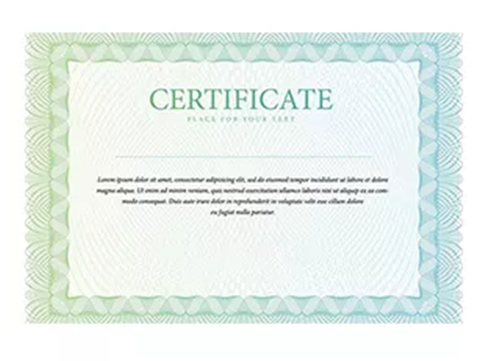 CERTIFICATE
PLACE FOR YOUR TEXT
Lorem ipsum dolor sit amet, consectetur adipisicing elit, sed do eiusmod tempor incididunt ut labore et dolore
magna aliqua. Ut enim ad minim veniam, quis nostrud exercitation ullamco laboris nisi ut aliquip ex ea com-
modo consequat. Duis aute irure dolor in reprehenderit in voluptate velit esse cillum dolore
eu fugiat nulla pariatur.